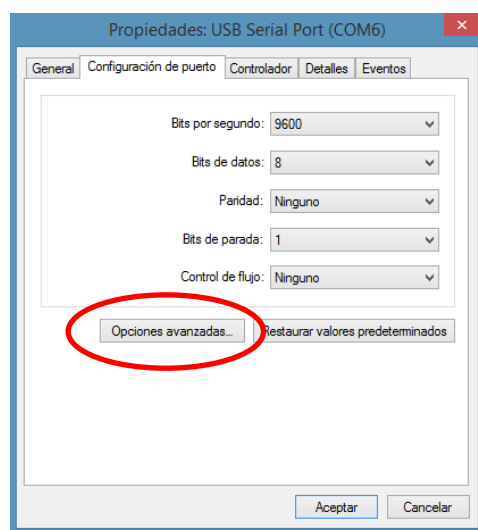 Propiedades: USB Serial Port (COM6)
General Configuración de puerto Controlador Detalles Eventos
Bits por segundo: 9600
Bits de datos: 8
Paridad: Ninguno
Bits de parada: 1
Control de flujo: Ninguno
Opciones avanzadas... Restaurar valores predeterminados
Aceptar Cancelar